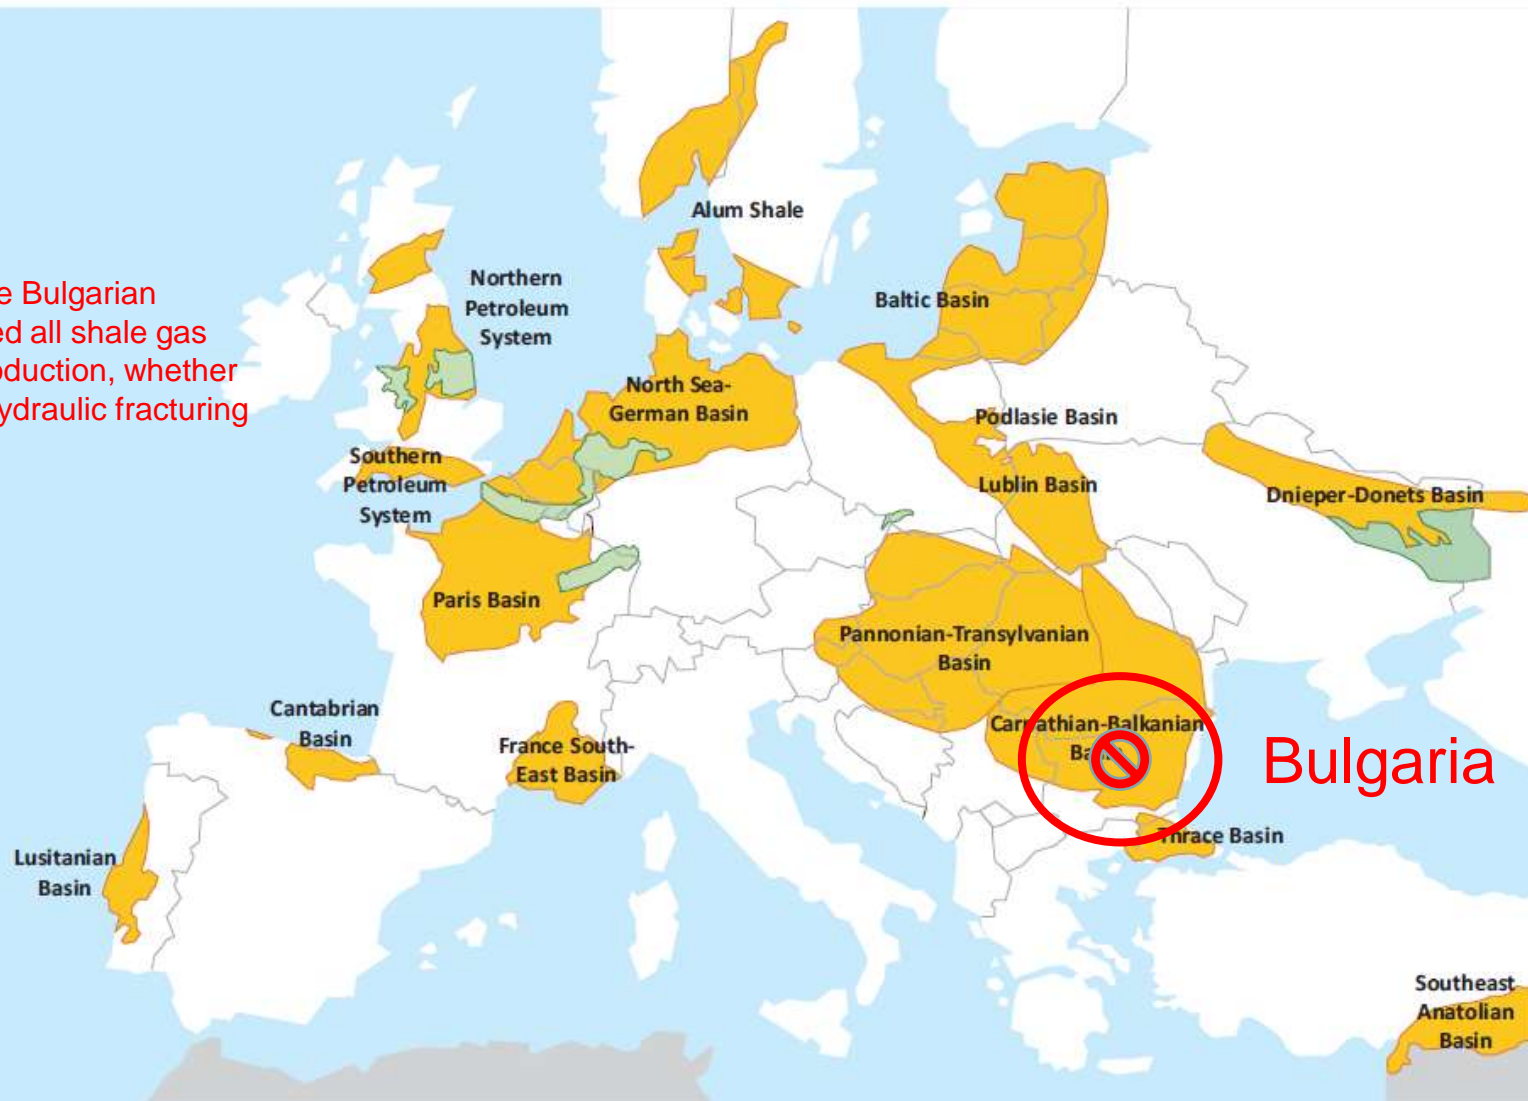 Alum Shale
Northern
Petroleum
System
e Bulgarian
ed all shale gas
oduction, whether
ydraulic fracturing
Baltic Basin
North Sea-
German Basin
Podlasie Basin
Southern
Petroleum
System
Lublin Basin
Dnieper-Donets Basin
Paris Basin
Pannonian-Transylvanian
Basin
Cantabrian
Basin
France South-
East Basin
Carpathian-Balkanian
Basin
Bulgaria
Thrace Basin
Lusitanian
Basin
Southeast
Anatolian
Basin